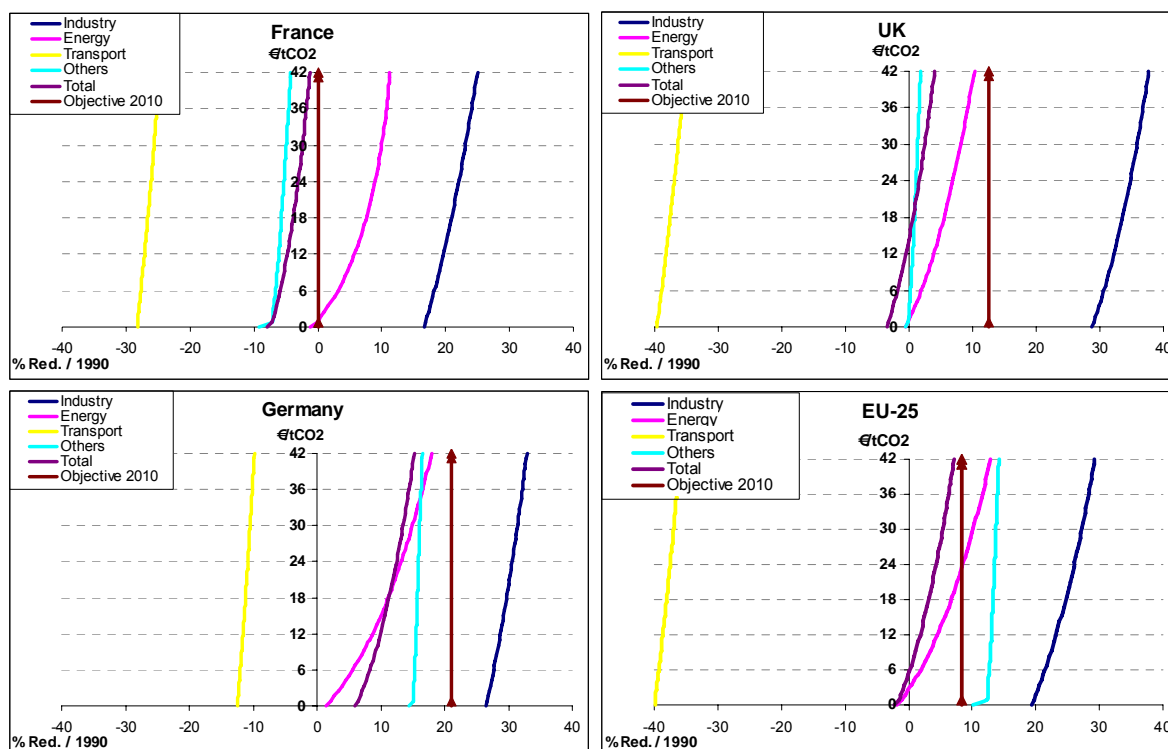 Industry
Energy
Transport
Others
Total
Objective 2010
France
€/tCO2
42
36
30
24
18
12
6
0
-40 -30 -20 -10 0 10 20 30 40
% Red. / 1990
Industry
Energy
Transport
Others
Total
Objective 2010
UK
€/tCO2
42
36
30
24
18
12
6
0
-40 -30 -20 -10 0 10 20 30 40
% Red. / 1990
Industry
Energy
Transport
Others
Total
Objective 2010
Germany
€/tCO2
42
36
30
24
18
12
6
0
-40 -30 -20 -10 0 10 20 30 40
% Red. / 1990
Industry
Energy
Transport
Others
Total
Objective 2010
EU-25
€/tCO2
42
36
30
24
18
12
6
0
-40 -30 -20 -10 0 10 20 30 40
% Red. / 1990